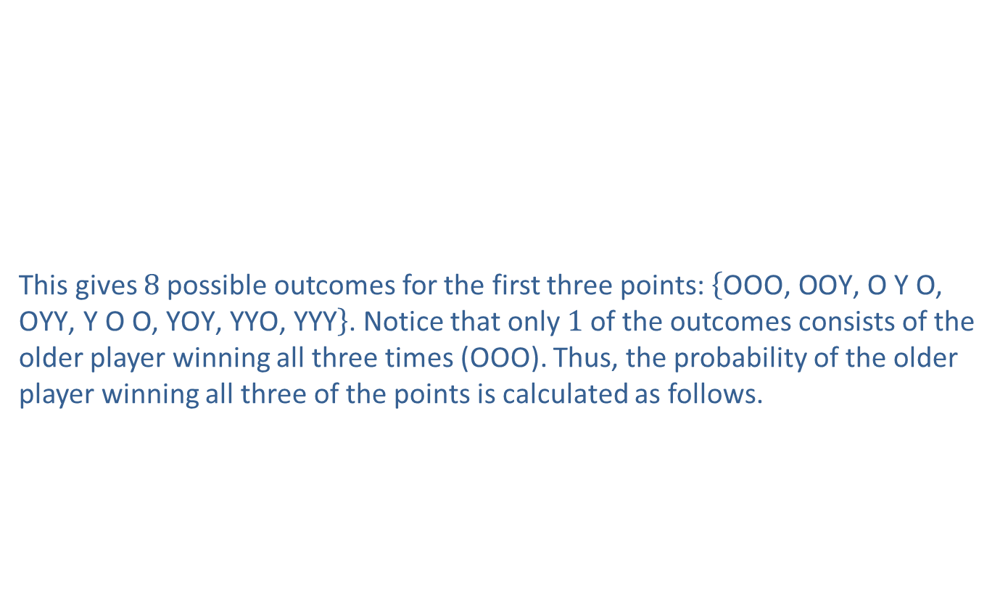 This gives 8 possible outcomes for the first three points: {OOO, OOY, O Y O,
OYY, Y O O, YOY, YYO, YYY}. Notice that only 1 of the outcomes consists of the
older player winning all three times (OOO). Thus, the probability of the older
player winning all three of the points is calculated as follows.